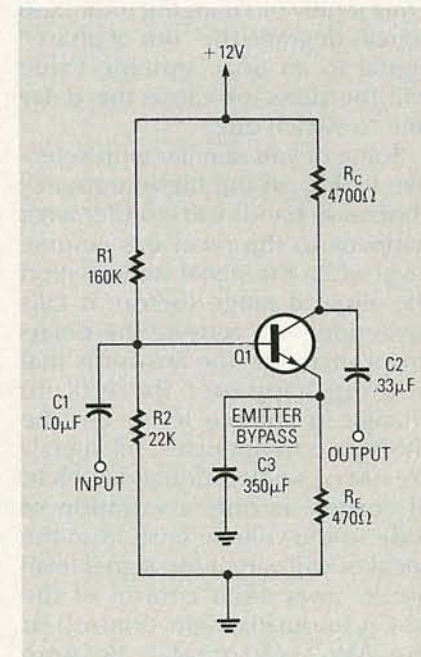 +12V
RC
4700Ω
R1
160K
Q1
C1
1.0μF
INPUT
R2
22K
EMITTER
BYPASS
C3
350μF
C2
.33μF
OUTPUT
RE
470Ω